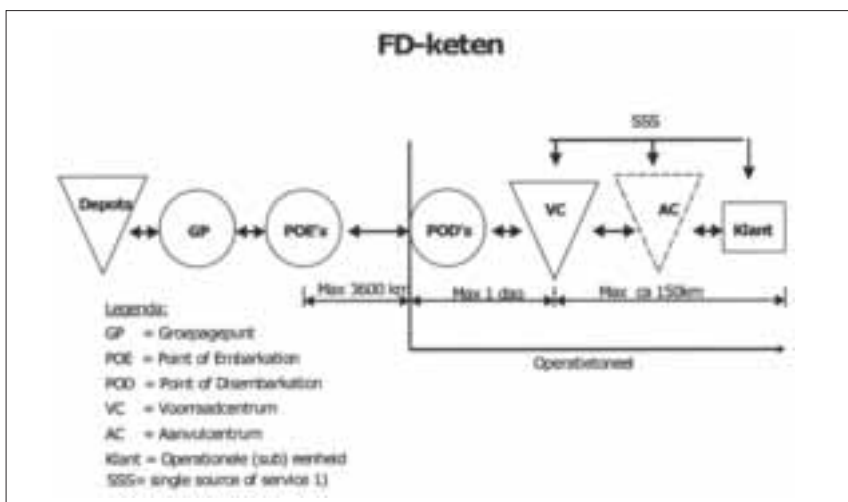 FD-keten
SSS
Depots
GP
POE's
POD's
VC
AC
Klant
Max 3600 km
Max 1 dag
Max ca 150km
Operatietoneel
Legenda:
GP = Groepagepunt
POE = Point of Embarkation
POD = Point of Disembarkation
VC = Voorraadcentrum
AC = Aanvulcentrum
Klant = Operationele (sub) eenheid
SSS= single source of service 1)